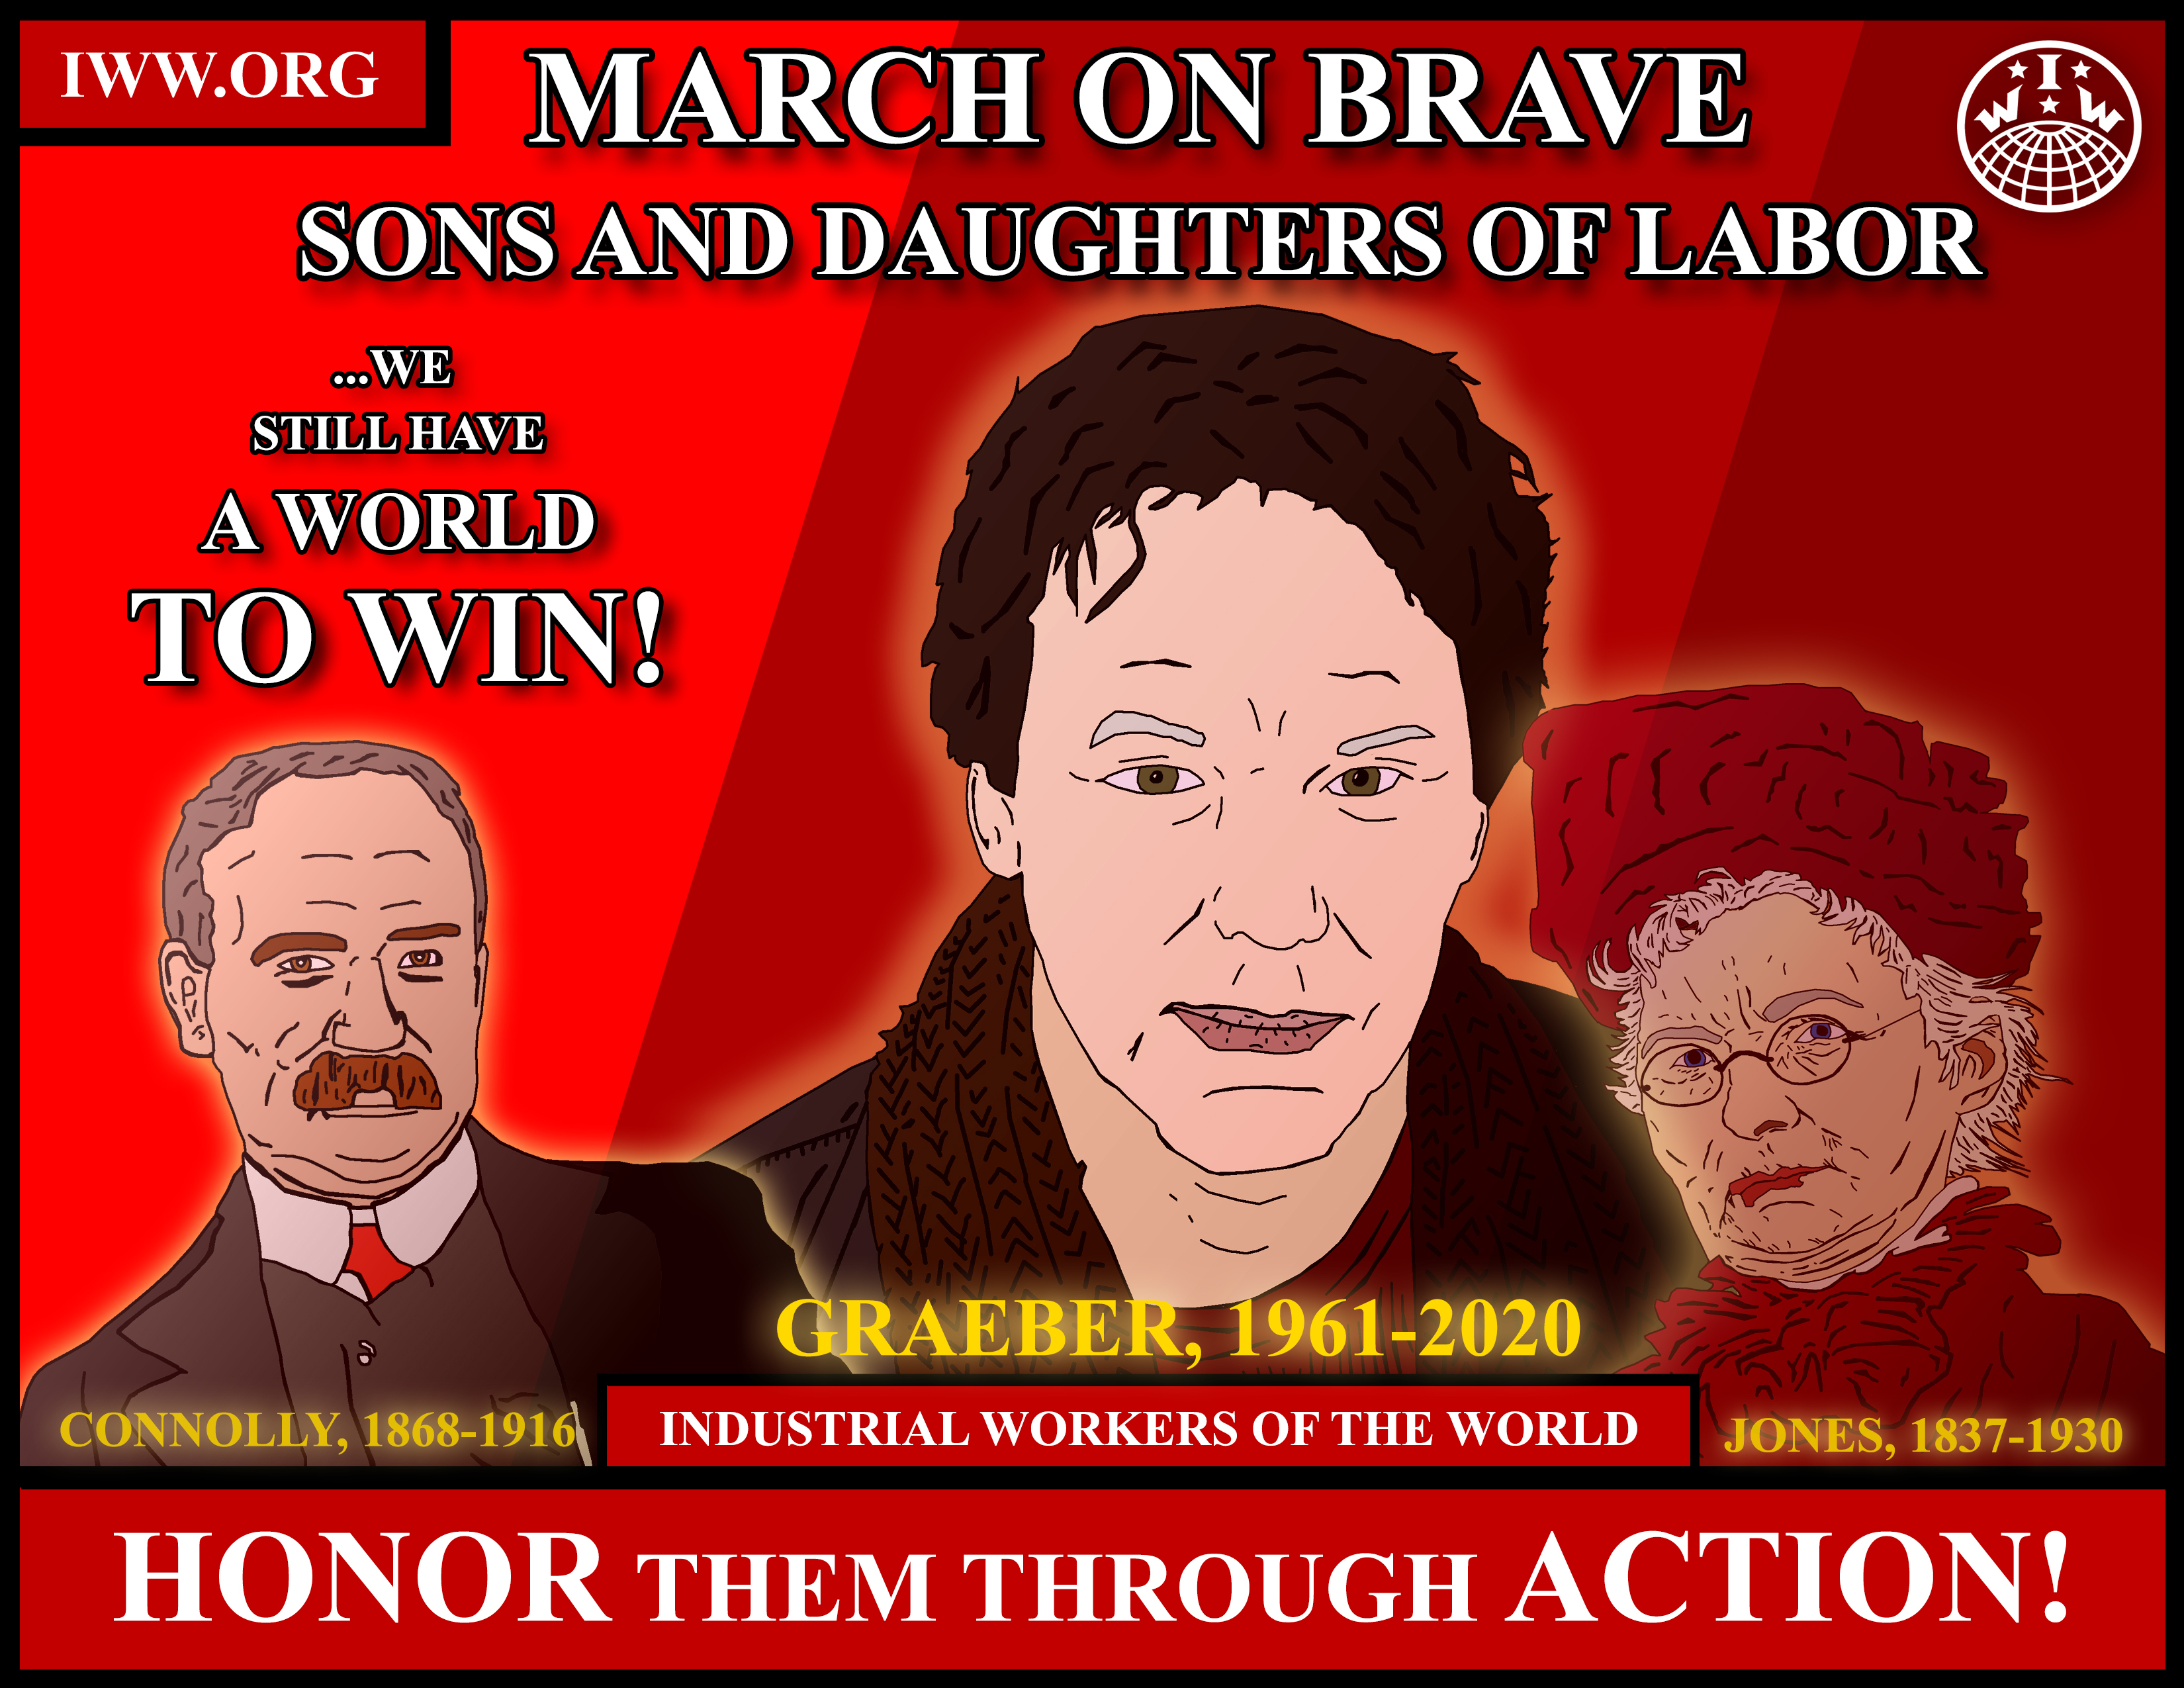 IWW.ORG
MARCH ON BRAVE
SONS AND DAUGHTERS OF LABOR
I W W
...WE
STILL HAVE
A WORLD
TO WIN!
GRAEBER, 1961-2020
CONNOLLY, 1868-1916
INDUSTRIAL WORKERS OF THE WORLD
JONES, 1837-1930
HONOR THEM THROUGH ACTION!